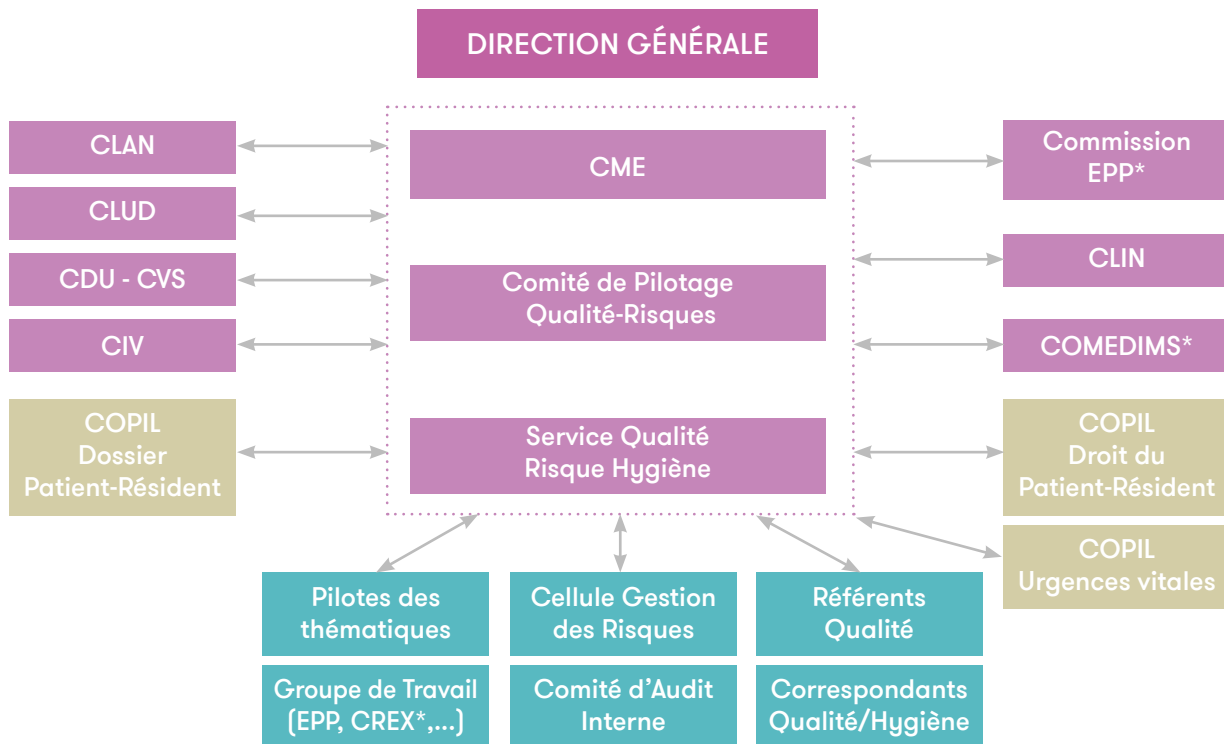 DIRECTION GÉNÉRALE
CLAN
CLUD
CDU - CVS
CIV
COPIL
Dossier
Patient-Résident
CME
Comité de Pilotage
Qualité-Risques
Service Qualité
Risque Hygiène
Commission
EPP*
CLIN
COMEDIMS*
COPIL
Droit du
Patient-Résident
COPIL
Urgences vitales
Pilotes des
thématiques
Cellule Gestion
des Risques
Référents
Qualité
Groupe de Travail
(EPP, CREX*,...)
Comité d'Audit
Interne
Correspondants
Qualité/Hygiène